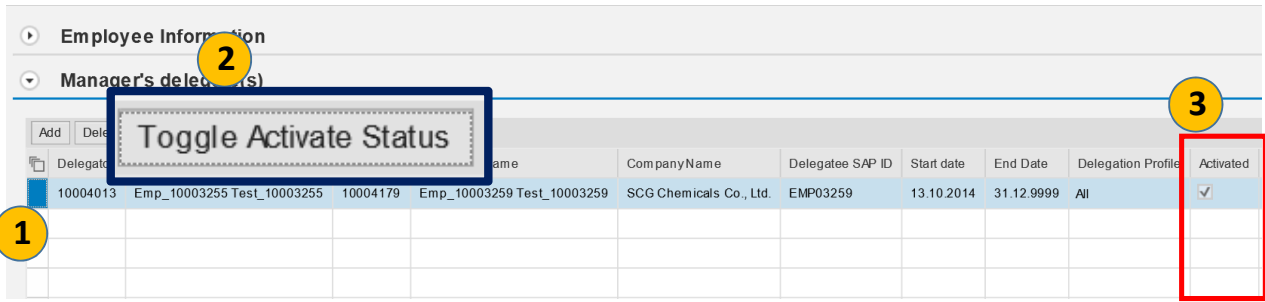 Employee Information
2
Manager's delegatee(s)
3
Add Dele
Toggle Activate Status
Delegato ame CompanyName Delegatee SAP ID Start date End Date Delegation Profile Activated
10004013 Emp_10003255 Test_10003255 10004179 Emp_10003259 Test_10003259 SCG Chemicals Co., Ltd. EMP03259 13.10.2014 31.12.9999 All
1